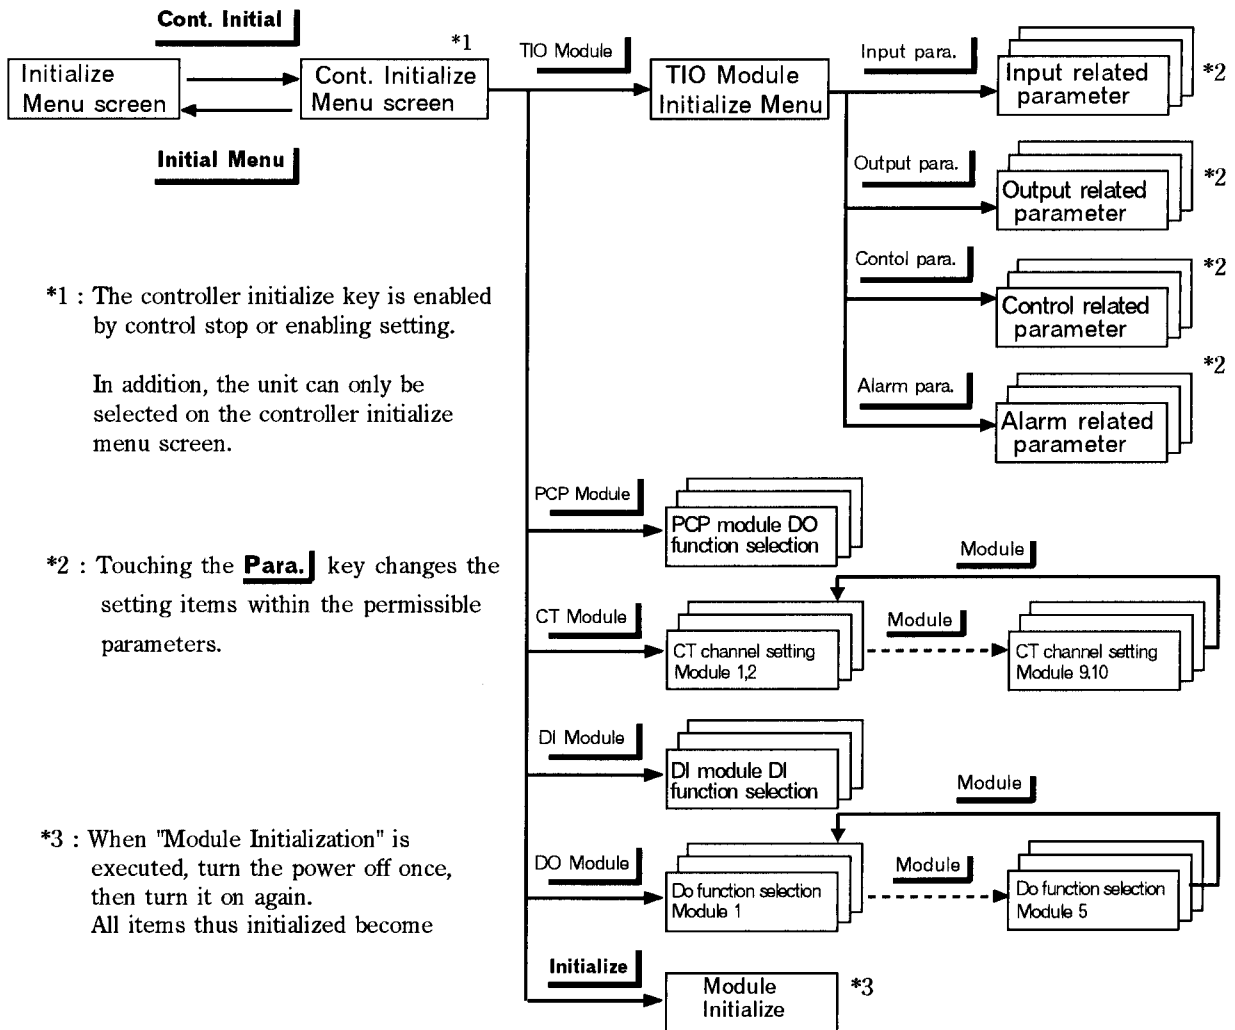 Cont. Initial
*1
Initialize
Menu screen
Cont. Initialize
Menu screen
Initial Menu
TIO Module
TIO Module
Initialize Menu
Input para.
Input related
parameter
*2
Output para.
Output related
parameter
*2
Contol para.
Control related
parameter
*2
Alarm para.
Alarm related
parameter
*2
*1 : The controller initialize key is enabled
by control stop or enabling setting.
In addition, the unit can only be
selected on the controller initialize
menu screen.
*2 : Touching the Para. key changes the
setting items within the permissible
parameters.
*3 : When "Module Initialization" is
executed, turn the power off once,
then turn it on again.
All items thus initialized become
PCP Module
PCP module DO
function selection
CT Module
CT channel setting
Module 1,2
Module
Module
CT channel setting
Module 9.10
DI Module
DI module DI
function selection
DO Module
Do function selection
Module 1
Module
Module
Do function selection
Module 5
Initialize
Module
Initialize
*3